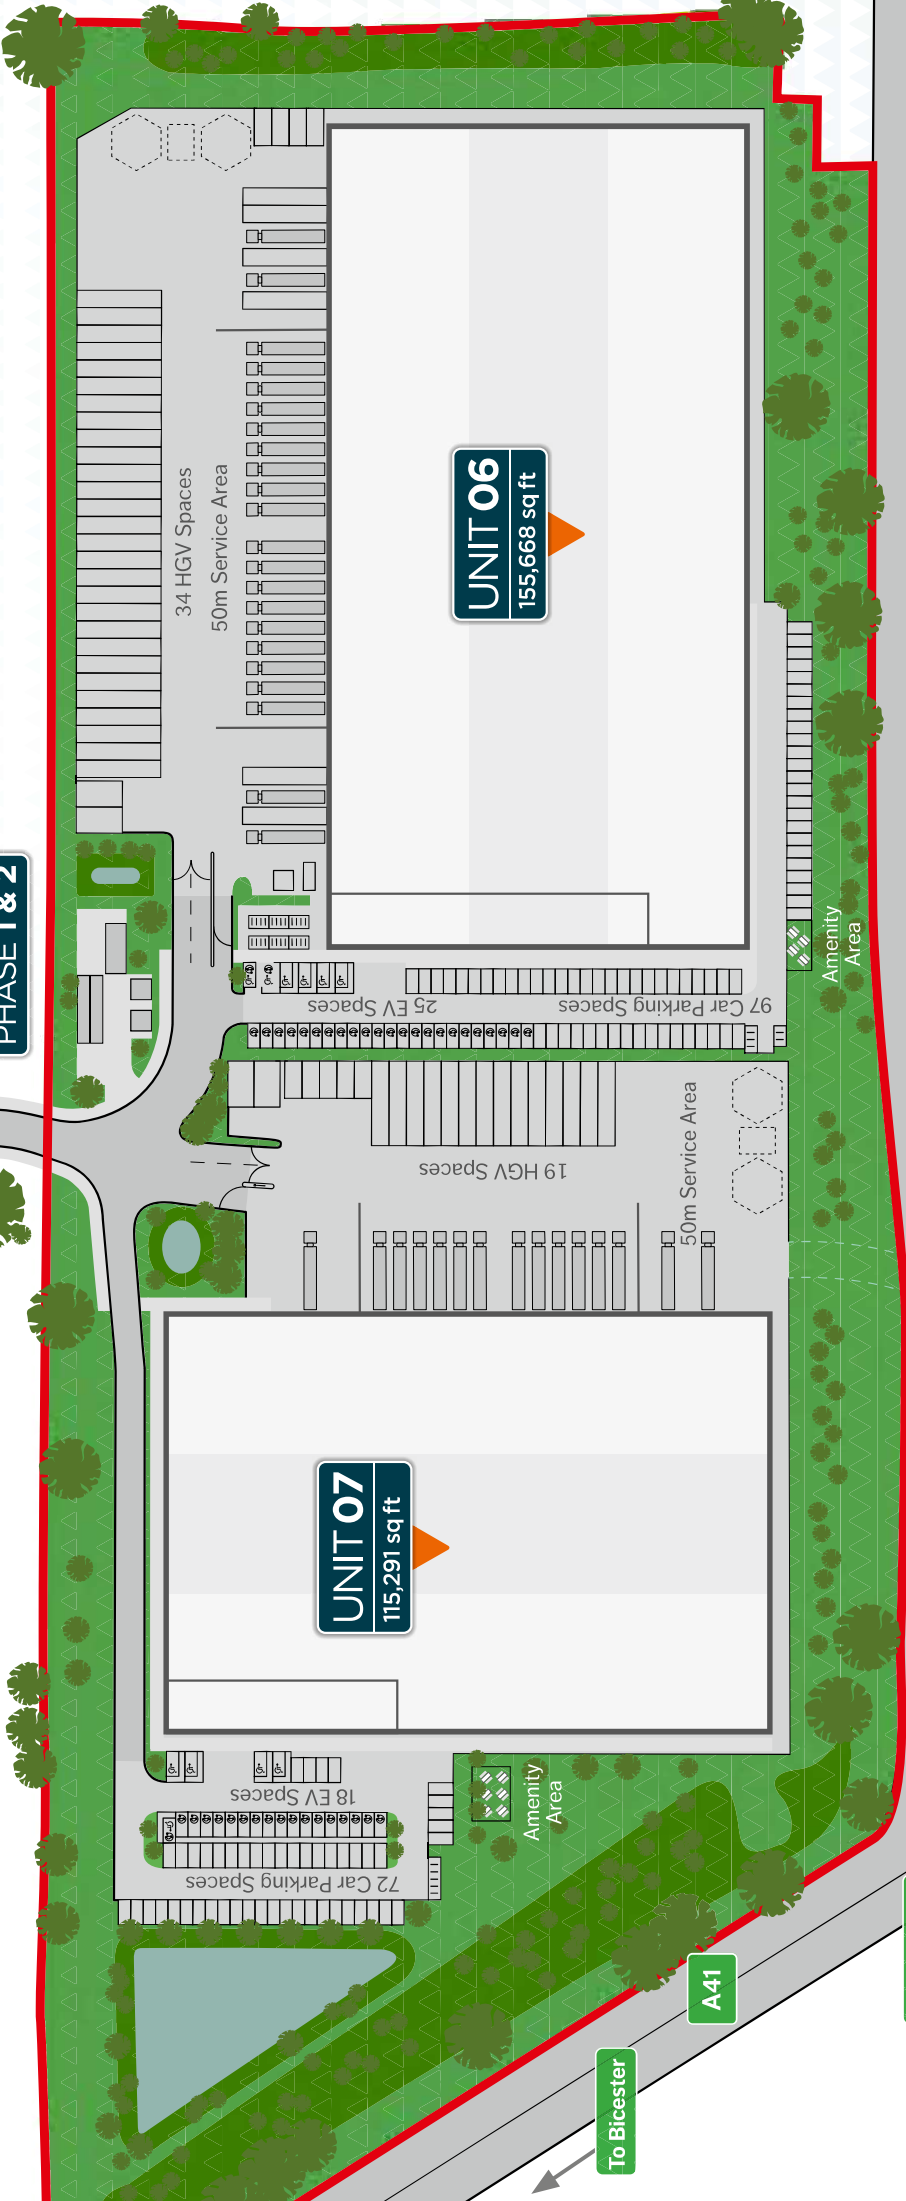 34 HGV Spaces
50m Service Area
UNIT 06
155,668 sq ft
PHASE 1 & 2
Amenity
Area
25 EV Spaces
97 Car Parking Spaces
19 HGV Spaces
50m Service Area
UNIT 07
115,291 sq ft
18 EV Spaces
72 Car Parking Spaces
Amenity
Area
A41
To Bicester